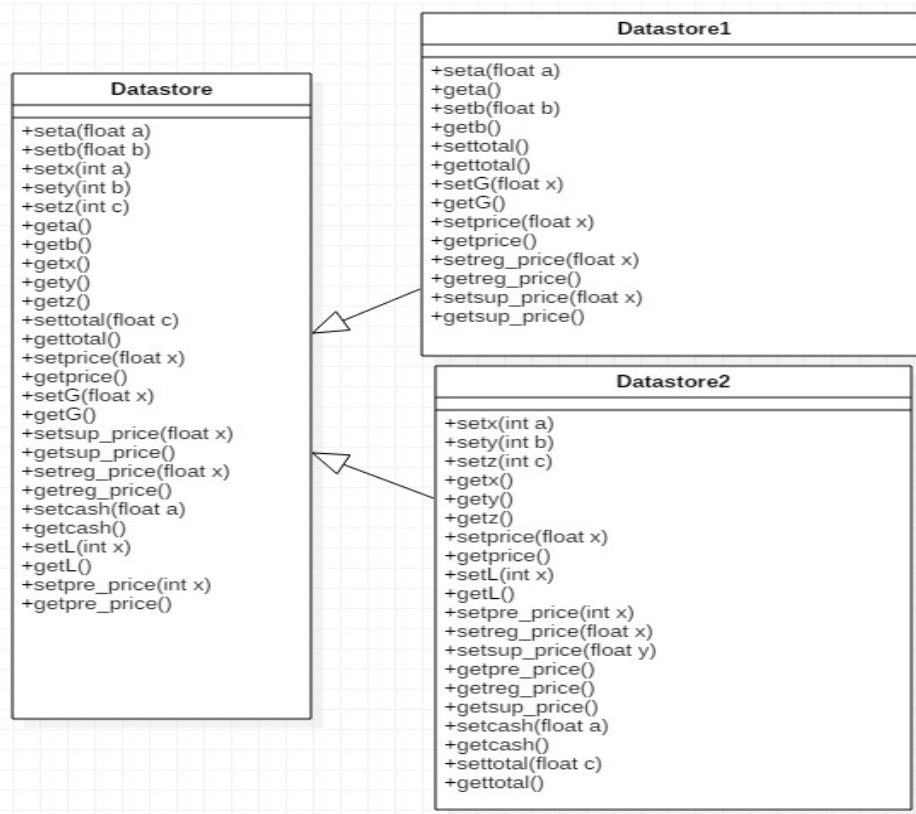 Datastore
+seta(float a)
+setb(float b)
+setx(int a)
+sety(int b)
+setz(int c)
+geta()
+getb()
+getx()
+gety()
+getz()
+settotal(float c)
+gettotal()
+setprice(float x)
+getprice()
+setG(float x)
+getG()
+setsup_price(float x)
+getsup_price()
+setreg_price(float x)
+getreg_price()
+setcash(float a)
+getcash()
+setL(int x)
+getL()
+setpre_price(int x)
+getpre_price()
Datastore1
+seta(float a)
+geta()
+setb(float b)
+getb()
+settotal()
+gettotal()
+setG(float x)
+getG()
+setprice(float x)
+getprice()
+setreg_price(float x)
+getreg_price()
+setsup_price(float x)
+getsup_price()
Datastore2
+setx(int a)
+sety(int b)
+setz(int c)
+getx()
+gety()
+getz()
+setprice(float x)
+getprice()
+setL(int x)
+getL()
+setpre_price(int x)
+setreg_price(float x)
+setsup_price(float y)
+getpre_price()
+getreg_price()
+getsup_price()
+setcash(float a)
+getcash()
+settotal(float c)
+gettotal()